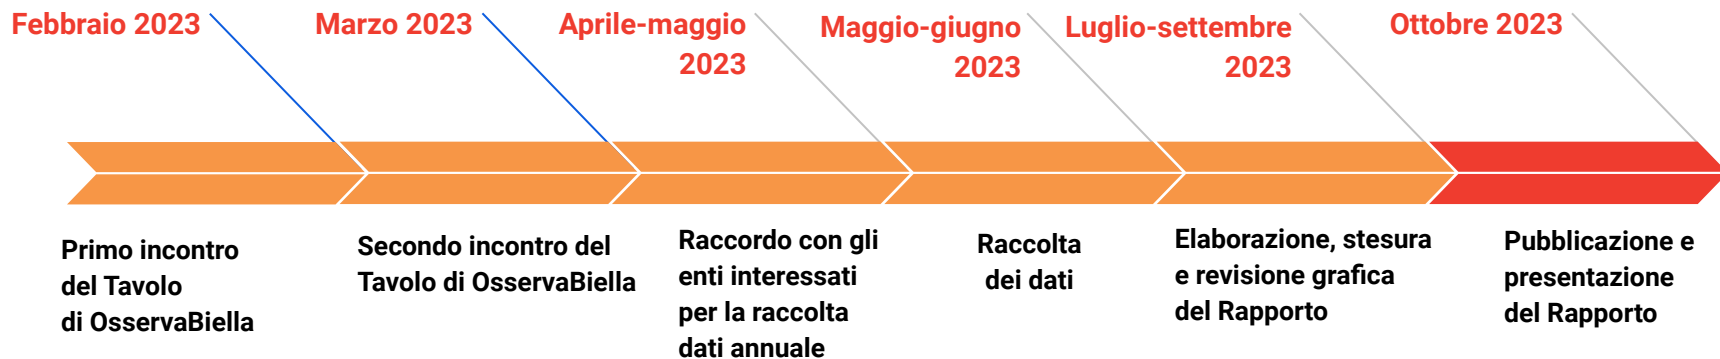 Febbraio 2023
Marzo 2023
Aprile-maggio
2023
Maggio-giugno
2023
Luglio-settembre
2023
Ottobre 2023
Primo incontro
del Tavolo
di OsservaBiella
Secondo incontro del
Tavolo di OsservaBiella
Raccordo con gli
enti interessati
per la raccolta
dati annuale
Raccolta
dei dati
Elaborazione, stesura
e revisione grafica
del Rapporto
Pubblicazione e
presentazione
del Rapporto